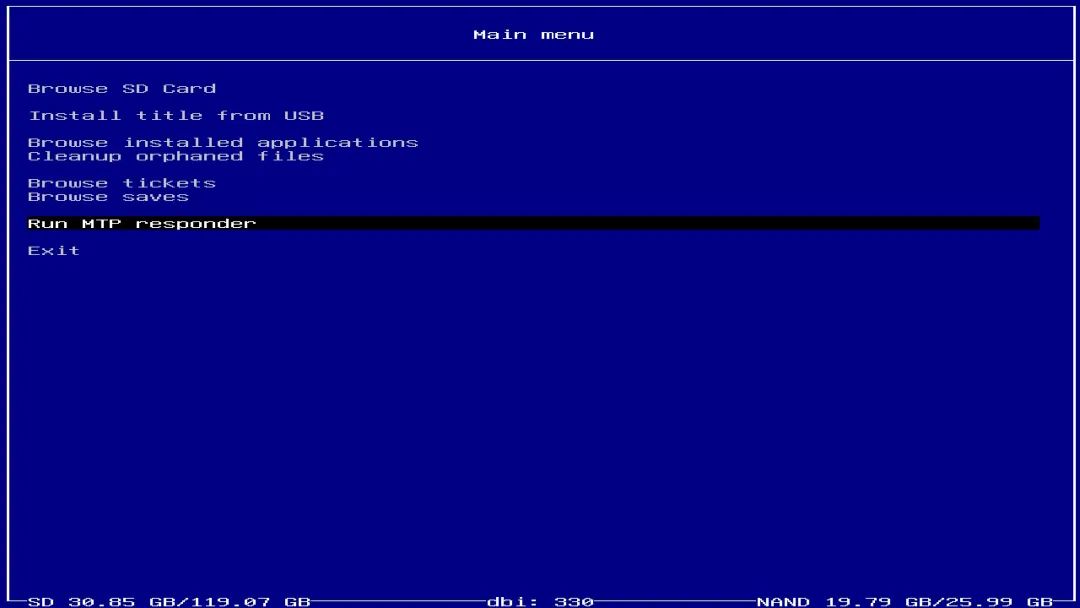 Main menu
Browse SD Card
Install title from USB
Browse installed applications
Cleanup orphaned files
Browse tickets
Browse saves
Run MTP responder
Exit
SD 30.85 GB/119.07 GB dbi: 330 NAND 19.79 GB/25.99 GB